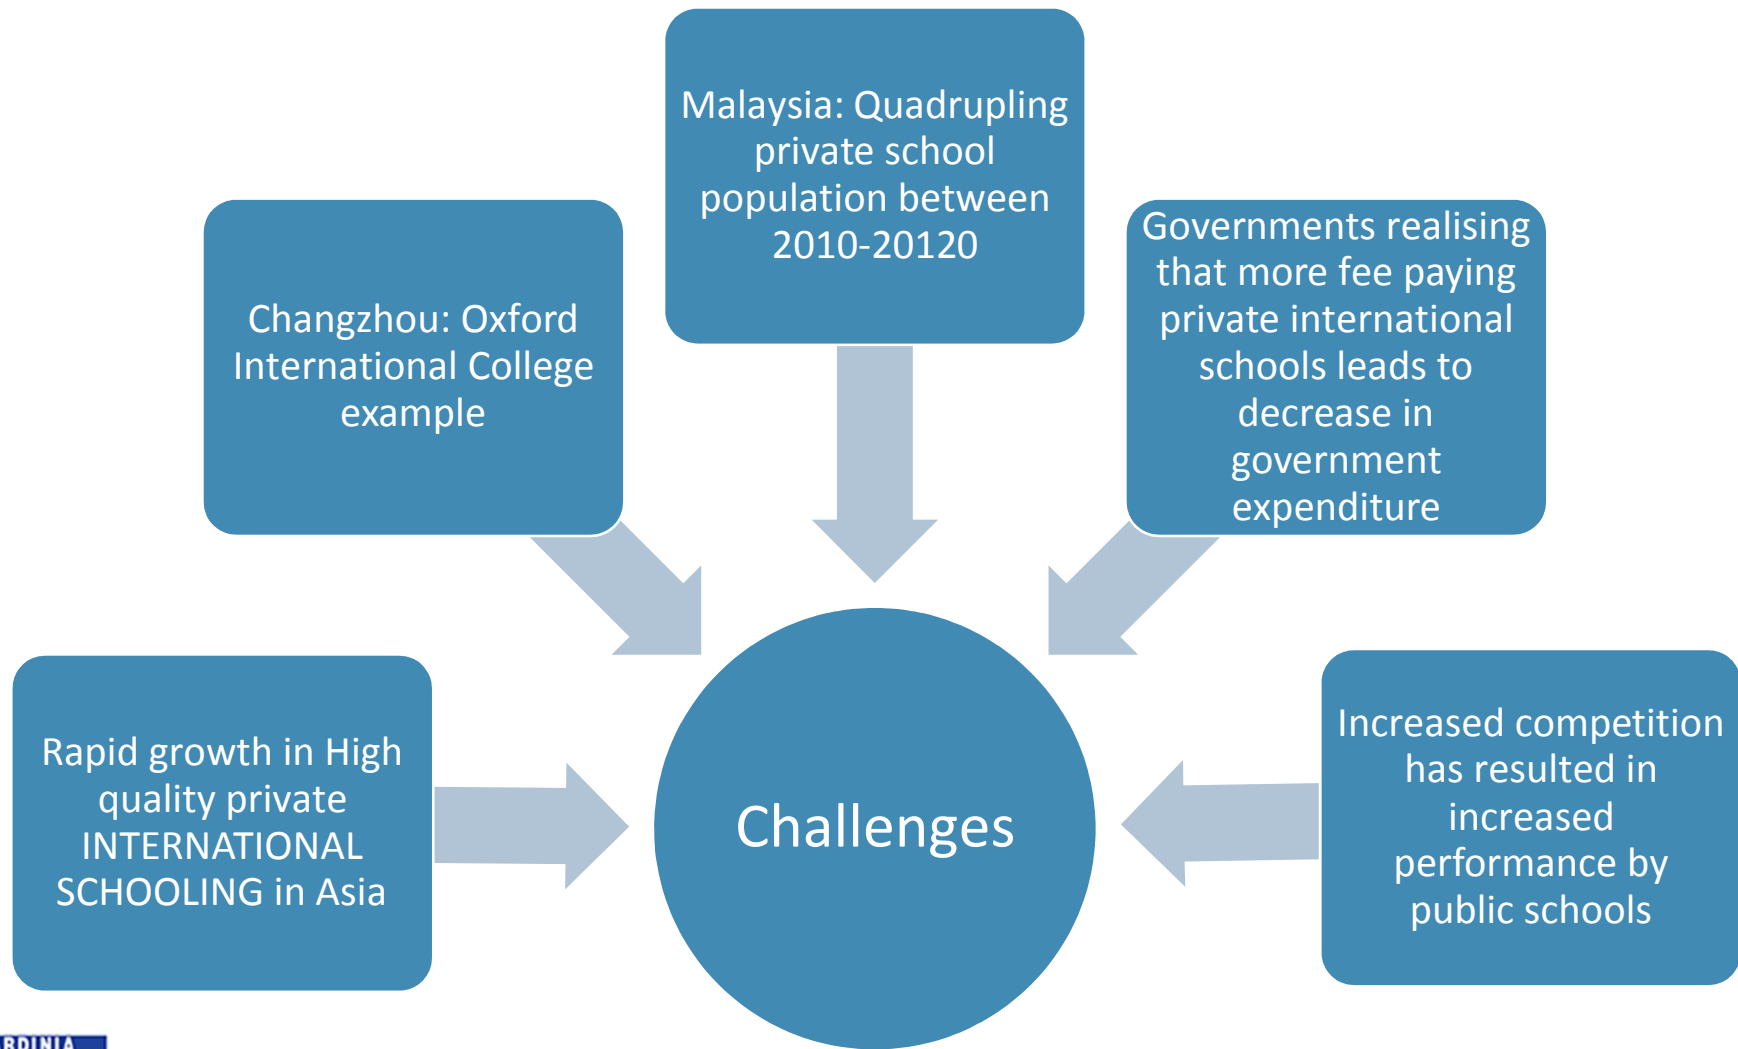 Malaysia: Quadrupling
private school
population between
2010-20120
Changzhou: Oxford
International College
example
Governments realising
that more fee paying
private international
schools leads to
decrease in
government
expenditure
Rapid growth in High
quality private
INTERNATIONAL
SCHOOLING in Asia
Challenges
Increased competition
has resulted in
increased
performance by
public schools